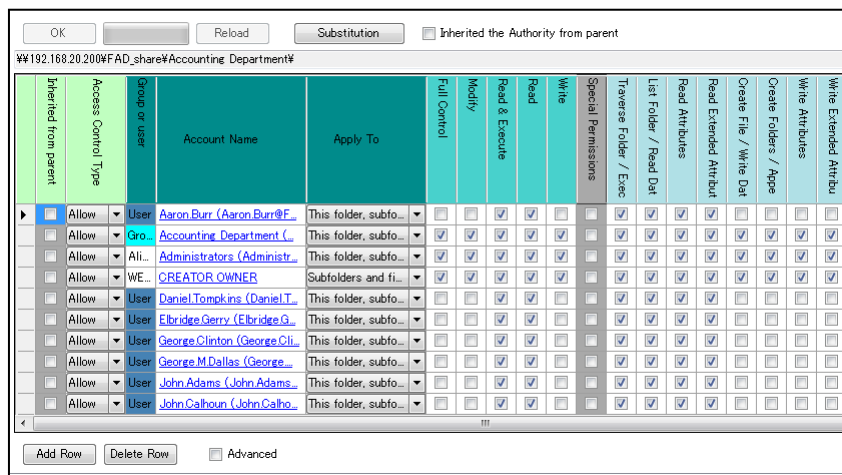 OK Reload Substitution Inherited the Authority from parent
¥¥192.168.20.200¥FAD_share¥Accounting Department¥
Inherited from parent
Access Control Type
Group or user
Account Name
Apply To
Full Control
Modify
Read & Execute
Read
Write
Special Permissions
Traverse Folder / Exec
List Folder / Read Dat
Read Attributes
Read Extended Attribut
Create File / Write Dat
Create Folders / Appe
Write Attributes
Write Extended Attribu
Allow User Aaron.Burr (Aaron.Burr@F... This folder, subfo...
Allow Gro... Accounting Department (... This folder, subfo...
Allow Ali... Administrators (Administr... This folder, subfo...
Allow WE... CREATOR OWNER Subfolders and fi...
Allow User Daniel.Tompkins (Daniel.T... This folder, subfo...
Allow User Elbridge.Gerry (Elbridge.G... This folder, subfo...
Allow User George.Clinton (George.Cli... This folder, subfo...
Allow User George.M.Dallas (George.... This folder, subfo...
Allow User John.Adams (John.Adams... This folder, subfo...
Allow User John.Calhoun (John.Calho... This folder, subfo...
Add Row Delete Row Advanced